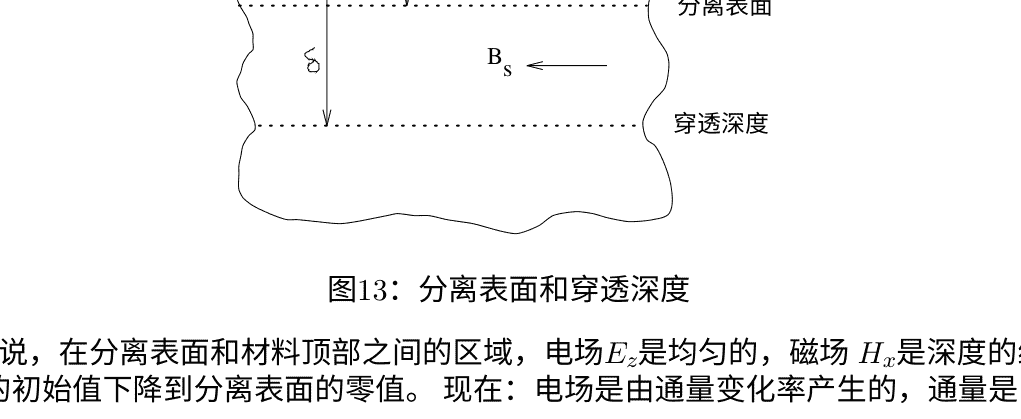 分离表面
δ
B_s
穿透深度
图13：分离表面和穿透深度
说，在分离表面和材料顶部之间的区域，电场E_z是均匀的，磁场 H_x是深度的
的初始值下降到分离表面的零值。 现在：电场是由通量变化率产生的，通量是